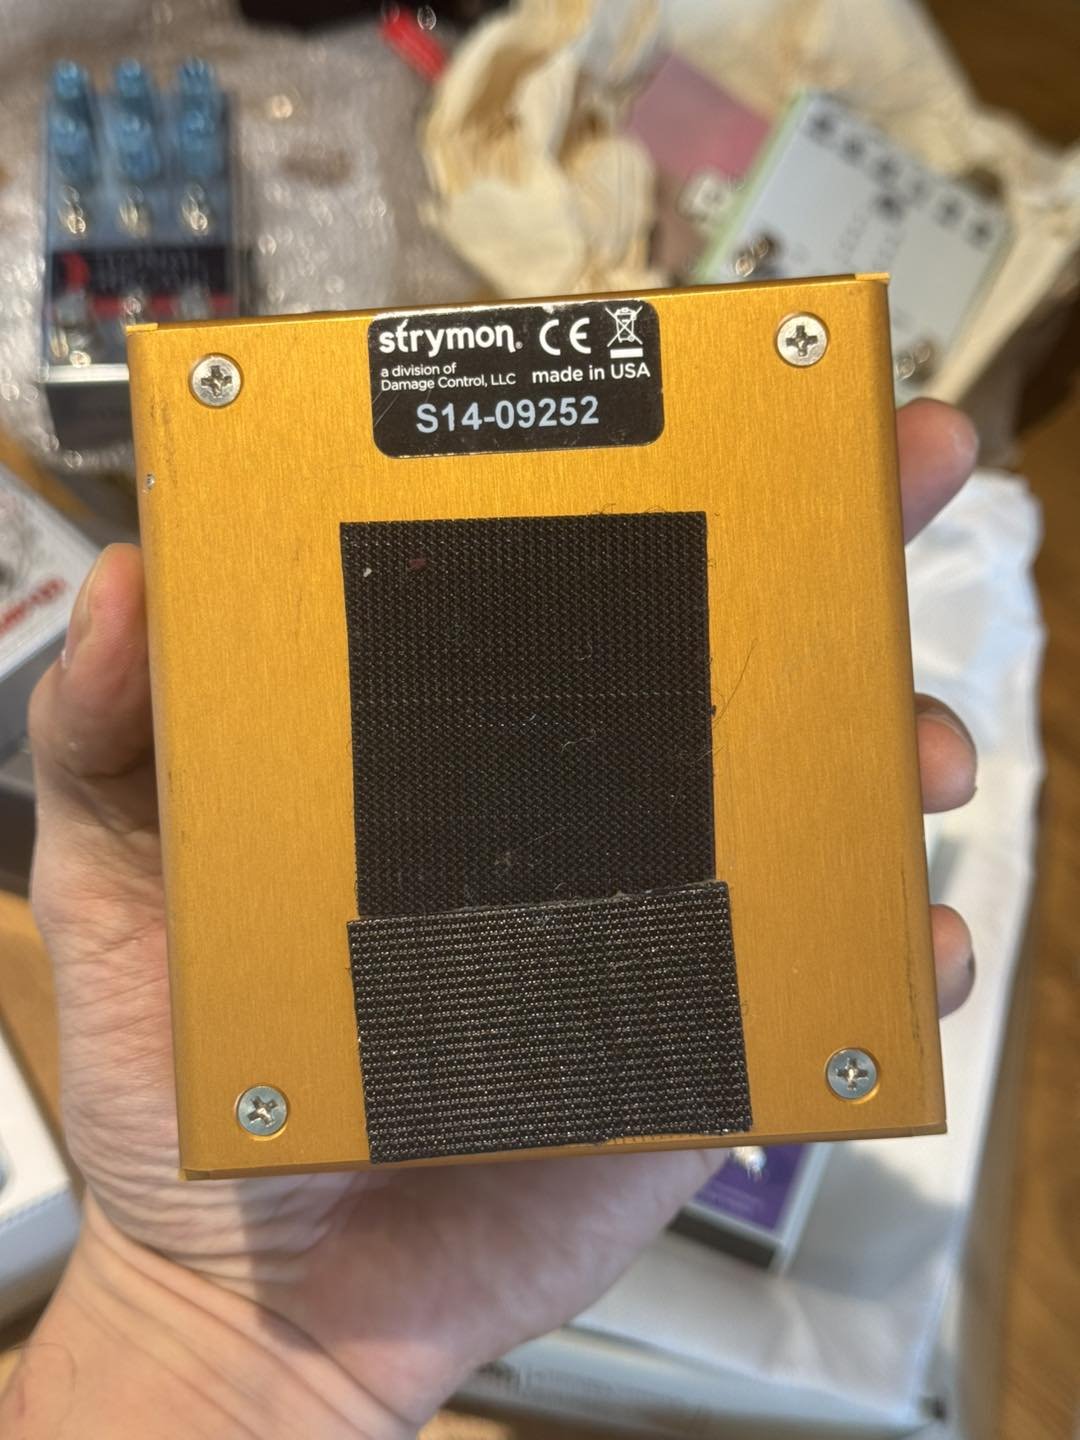 strymon® CE
a division of
Damage Control, LLC made in USA
S14-09252